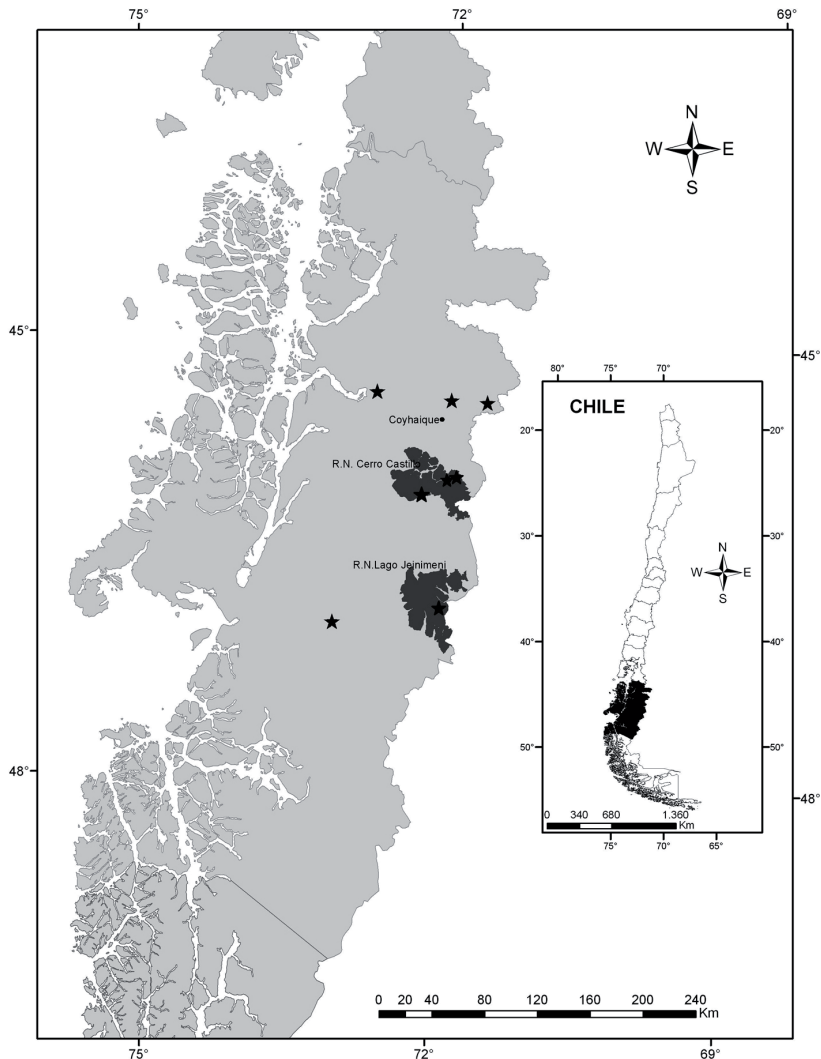 75° 72° 69°
N
W E
S
45°
45°
80° 75° 70°
CHILE
Coyhaique
20° 20°
R.N. Cerro Castillo
30° 30°
N
W E
S
R.N.Lago Jeinimeni
40° 40°
50° 50°
48°
48°
0 340 680 1.360
Km
75° 70° 65°
0 20 40 80 120 160 200 240
Km
75° 72° 69°